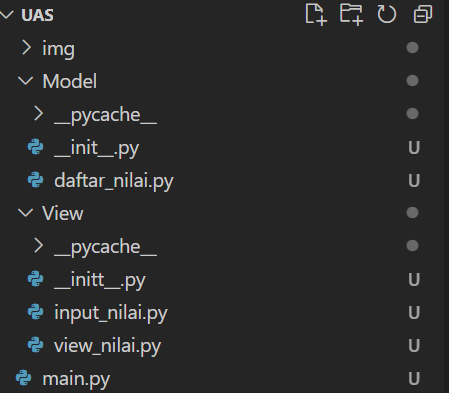 UAS
img
Model
__pycache__
__init__.py U
daftar_nilai.py U
View
__pycache__
__initt__.py U
input_nilai.py U
view_nilai.py U
main.py U